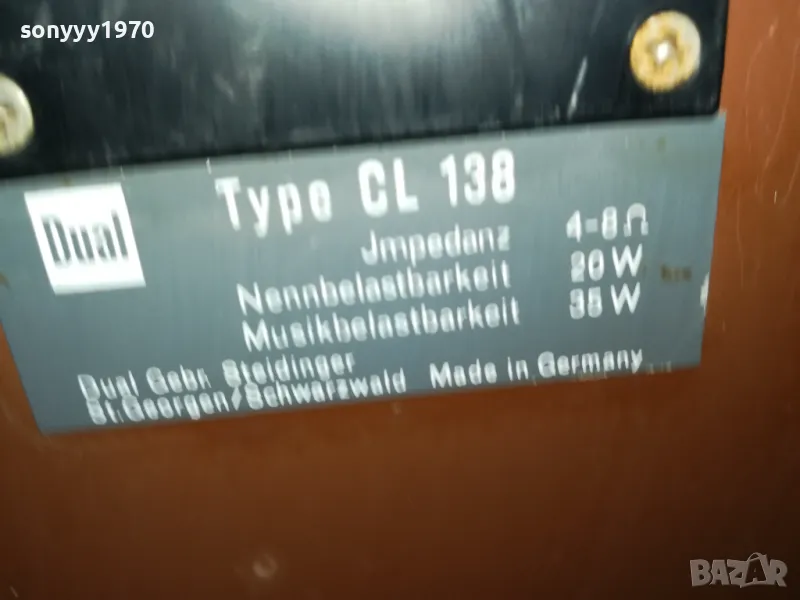 sonyyy1970
Dual
Type CL 138
Jmpedanz 4-8Ω
Nennbelastbarkeit 20 W
Musikbelastbarkeit 35 W
Dual Gebr. Steidinger
St. Georgen/Schwarzwald Made in Germany
BAZAR